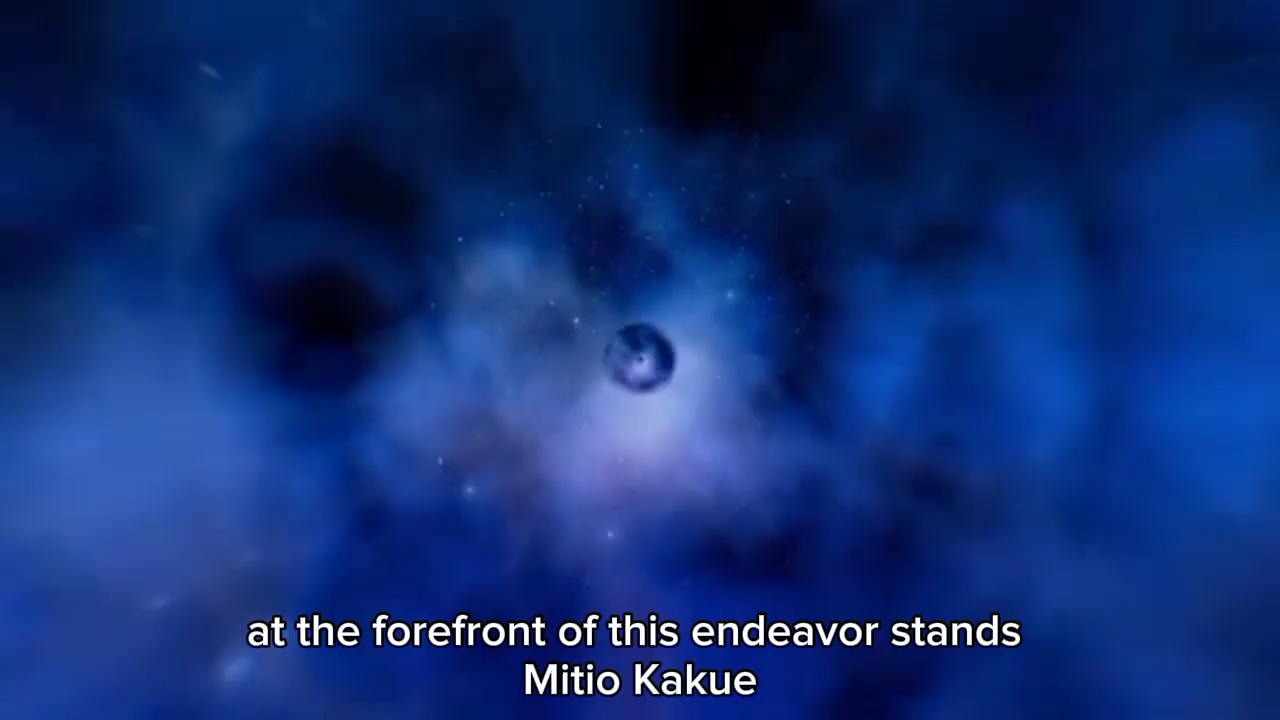 at the forefront of this endeavor stands
Mitio Kakue